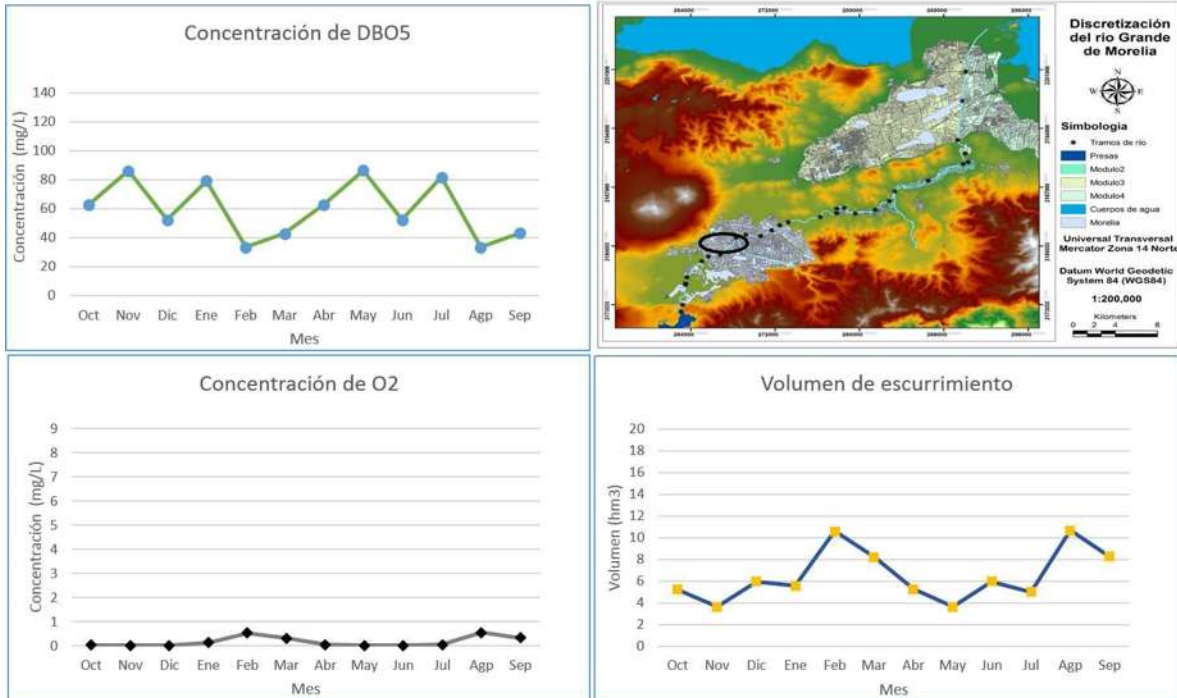 Concentración de DBO5
Concentración (mg/L)
140
120
100
80
60
40
20
0
Oct Nov Dic Ene Feb Mar Abr May Jun Jul Agp Sep
Mes
Discretización
del río Grande
de Morelia
N
W E
S
Simbologia
Tramos de río
Presas
Modulo2
Modulo3
Modulo4
Cuerpos de agua
Morelia
Universal Transversal
Mercator Zona 14 Norte
Datum World Geodetic
System 84 (WGS84)
1:200,000
Kilometers
0 2 4 8
264000 272000
Concentración de O2
Concentración (mg/L)
9
8
7
6
5
4
3
2
1
0
Oct Nov Dic Ene Feb Mar Abr May Jun Jul Agp Sep
Mes
Volumen de escurrimiento
Volumen (hm3)
20
18
16
14
12
10
8
6
4
2
0
Oct Nov Dic Ene Feb Mar Abr May Jun Jul Agp Sep
Mes